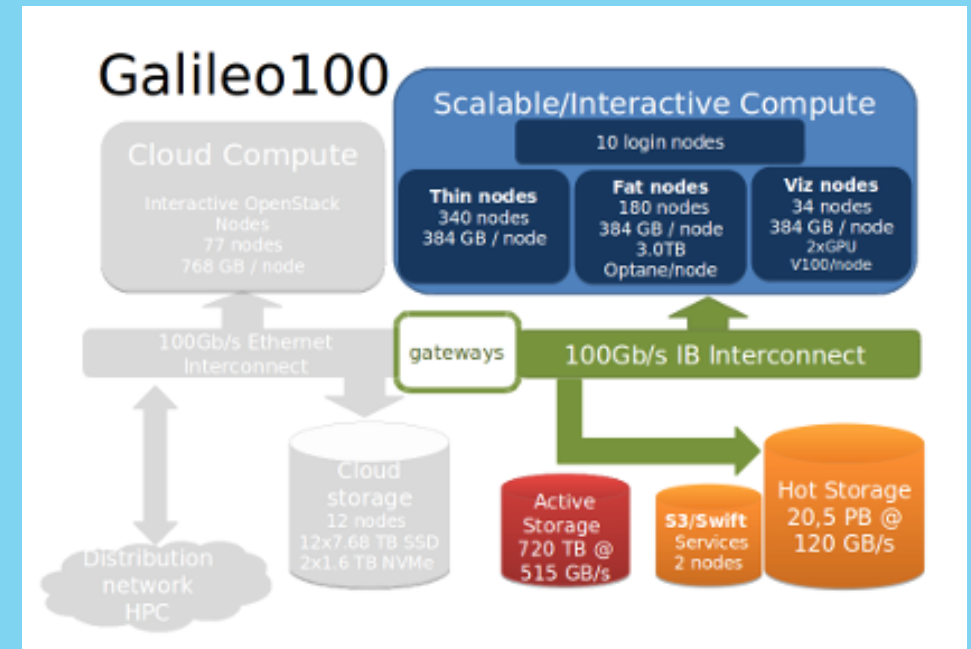 Galileo100
Scalable/Interactive Compute
10 login nodes
Thin nodes
340 nodes
384 GB / node
Fat nodes
180 nodes
384 GB / node
3.0TB
Optane/node
Viz nodes
34 nodes
384 GB / node
2xGPU
V100/node
Cloud Compute
Interactive OpenStack
Nodes
77 nodes
768 GB / node
100Gb/s Ethernet
Interconnect
gateways
100Gb/s IB Interconnect
Cloud
storage
12 nodes
12x7.68 TB SSD
2x1.6 TB NVMe
Active
Storage
720 TB @
515 GB/s
S3/Swift
Services
2 nodes
Hot Storage
20,5 PB @
120 GB/s
Distribution
network
HPC